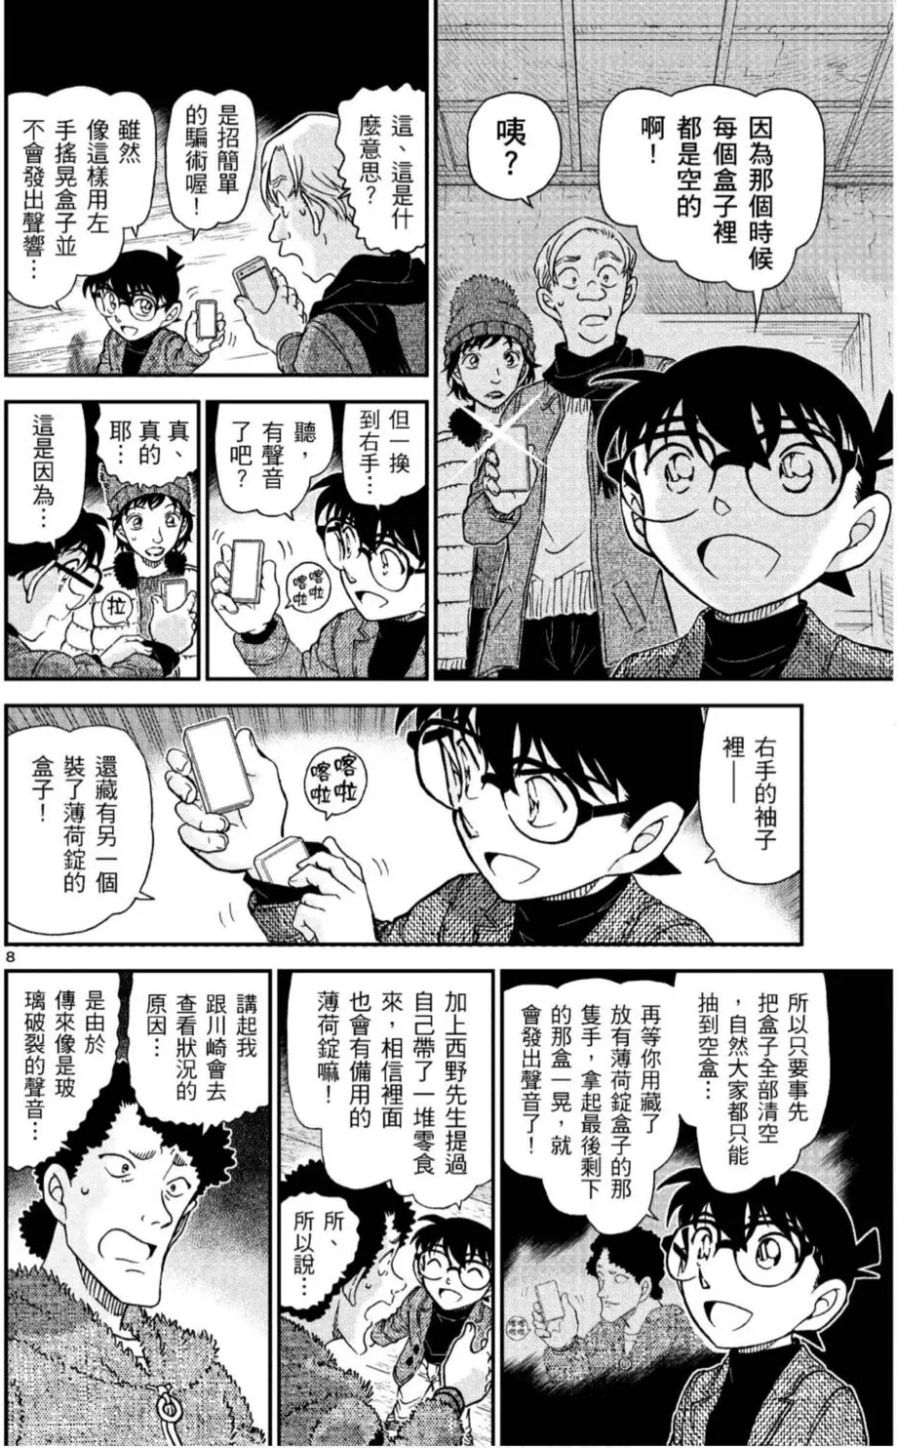 因為那個時候
每個盒子裡
都是空的
啊！
咦？
這、這是什
麼意思？
是招簡單
的騙術喔！
雖然
像這樣用左
手搖晃盒子並
不會發出聲響…
但一換
到右手…
聽，
有聲音
了吧？
喀啦
喀啦
真、
真的
耶…
這是因為…
拉
右手的袖子
裡——
喀啦
喀啦
還藏有另一個
裝了薄荷錠的
盒子！
8
所以只要事先
把盒子全部清空
，自然大家都只能
抽到空盒…
再等你用藏了
放有薄荷錠盒子的那
隻手，拿起最後剩下
的那盒一晃，就
會發出聲音了！
喀啦
喀啦
加上西野先生提過
自己帶了一堆零食
來，相信裡面
也會有備用的
薄荷錠嘛！
所、
所以說…
講起我
跟川崎會去
查看狀況的
原因…
是由於
傳來像是玻
璃破裂的聲音…